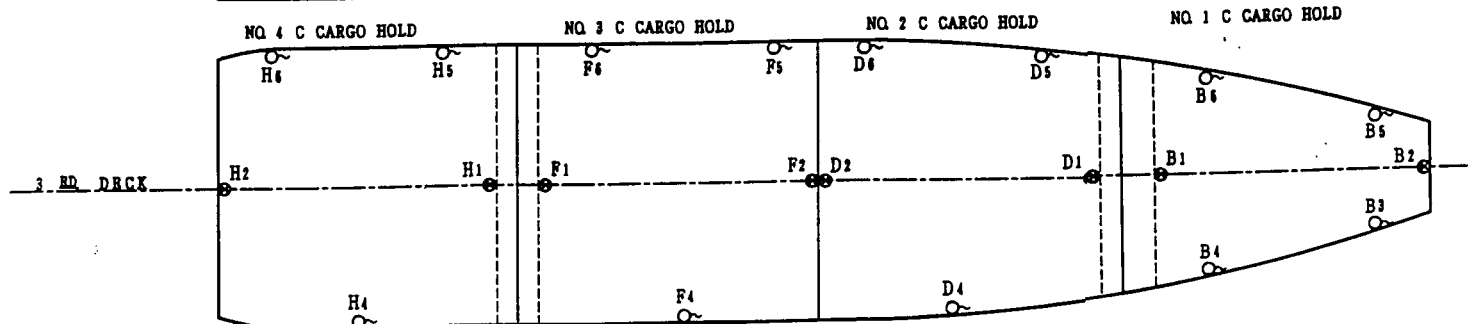 NO. 4 C CARGO HOLD
NO. 3 C CARGO HOLD
NO. 2 C CARGO HOLD
NO. 1 C CARGO HOLD
H6
H5
F6
F5
D6
D5
B6
B5
3 RD DRCK
H2
H1
F1
F2
D2
D1
B1
B2
B3
B4
H4
F4
D4